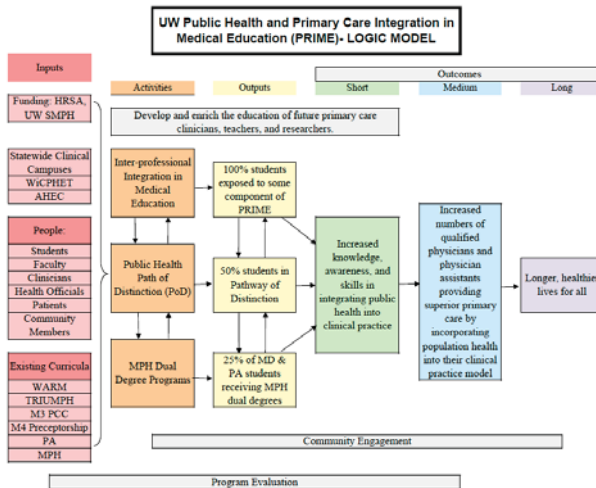 UW Public Health and Primary Care Integration in
Medical Education (PRIME)- LOGIC MODEL
Inputs
Outcomes
Activities
Outputs
Short
Medium
Long
Funding: HRSA,
UW SMPH
Develop and enrich the education of future primary care
clinicians, teachers, and researchers.
Statewide Clinical
Campuses
WiCPHET
AHEC
People:
Students
Faculty
Clinicians
Health Officials
Patients
Community
Members
Existing Curricula
WARM
TRIUMPH
M3 PCC
M4 Preceptorship
PA
MPH
Inter-professional
Integration in
Medical
Education
Public Health
Path of
Distinction (PoD)
MPH Dual
Degree Programs
100% students
exposed to some
component of
PRIME
50% students in
Pathway of
Distinction
25% of MD &
PA students
receiving MPH
dual degrees
Increased
knowledge,
awareness, and
skills in
integrating public
health into
clinical practice
Increased
numbers of
qualified
physicians and
physician
assistants
providing
superior primary
care by
incorporating
population health
into their clinical
practice model
Longer, healthier
lives for all
Community Engagement
Program Evaluation